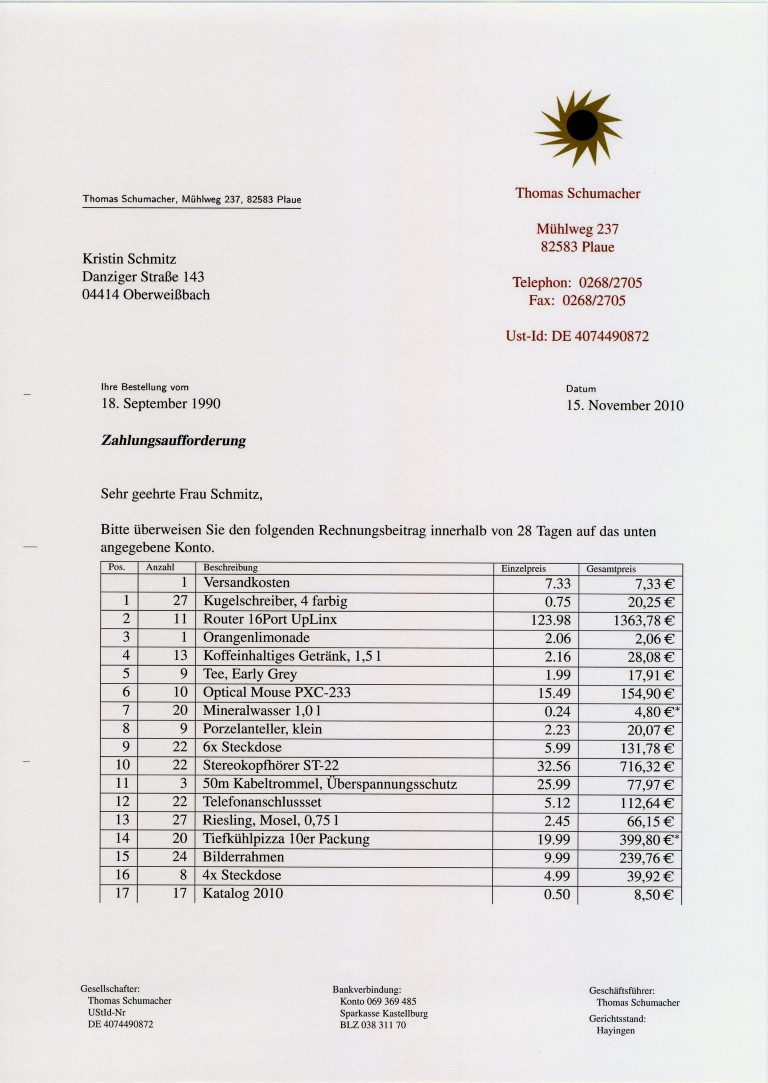 Thomas Schumacher
Thomas Schumacher, Mühlweg 237, 82583 Plaue
Mühlweg 237
82583 Plaue
Kristin Schmitz
Danziger Straße 143
04414 Oberweißbach
Telephon: 0268/2705
Fax: 0268/2705
Ust-Id: DE 4074490872
Ihre Bestellung vom
18. September 1990
Datum
15. November 2010
Zahlungsaufforderung
Sehr geehrte Frau Schmitz,
Bitte überweisen Sie den folgenden Rechnungsbeitrag innerhalb von 28 Tagen auf das unten
angegebene Konto.
Pos. Anzahl Beschreibung Einzelpreis Gesamtpreis
1 Versandkosten 7.33 7,33 €
1 27 Kugelschreiber, 4 farbig 0.75 20,25 €
2 11 Router 16Port UpLinx 123.98 1363,78 €
3 1 Orangenlimonade 2.06 2,06 €
4 13 Koffeinhaltiges Getränk, 1,5 l 2.16 28,08 €
5 9 Tee, Early Grey 1.99 17,91 €
6 10 Optical Mouse PXC-233 15.49 154,90 €
7 20 Mineralwasser 1,0 l 0.24 4,80 €*
8 9 Porzelanteller, klein 2.23 20,07 €
9 22 6x Steckdose 5.99 131,78 €
10 22 Stereokopfhörer ST-22 32.56 716,32 €
11 3 50m Kabeltrommel, Überspannungsschutz 25.99 77,97 €
12 22 Telefonanschlussset 5.12 112,64 €
13 27 Riesling, Mosel, 0,75 l 2.45 66,15 €
14 20 Tiefkühlpizza 10er Packung 19.99 399,80 €*
15 24 Bilderrahmen 9.99 239,76 €
16 8 4x Steckdose 4.99 39,92 €
17 17 Katalog 2010 0.50 8,50 €
Gesellschafter:
Thomas Schumacher
UStId-Nr
DE 4074490872
Bankverbindung:
Konto 069 369 485
Sparkasse Kastellburg
BLZ 038 311 70
Geschäftsführer:
Thomas Schumacher
Gerichtsstand:
Hayingen